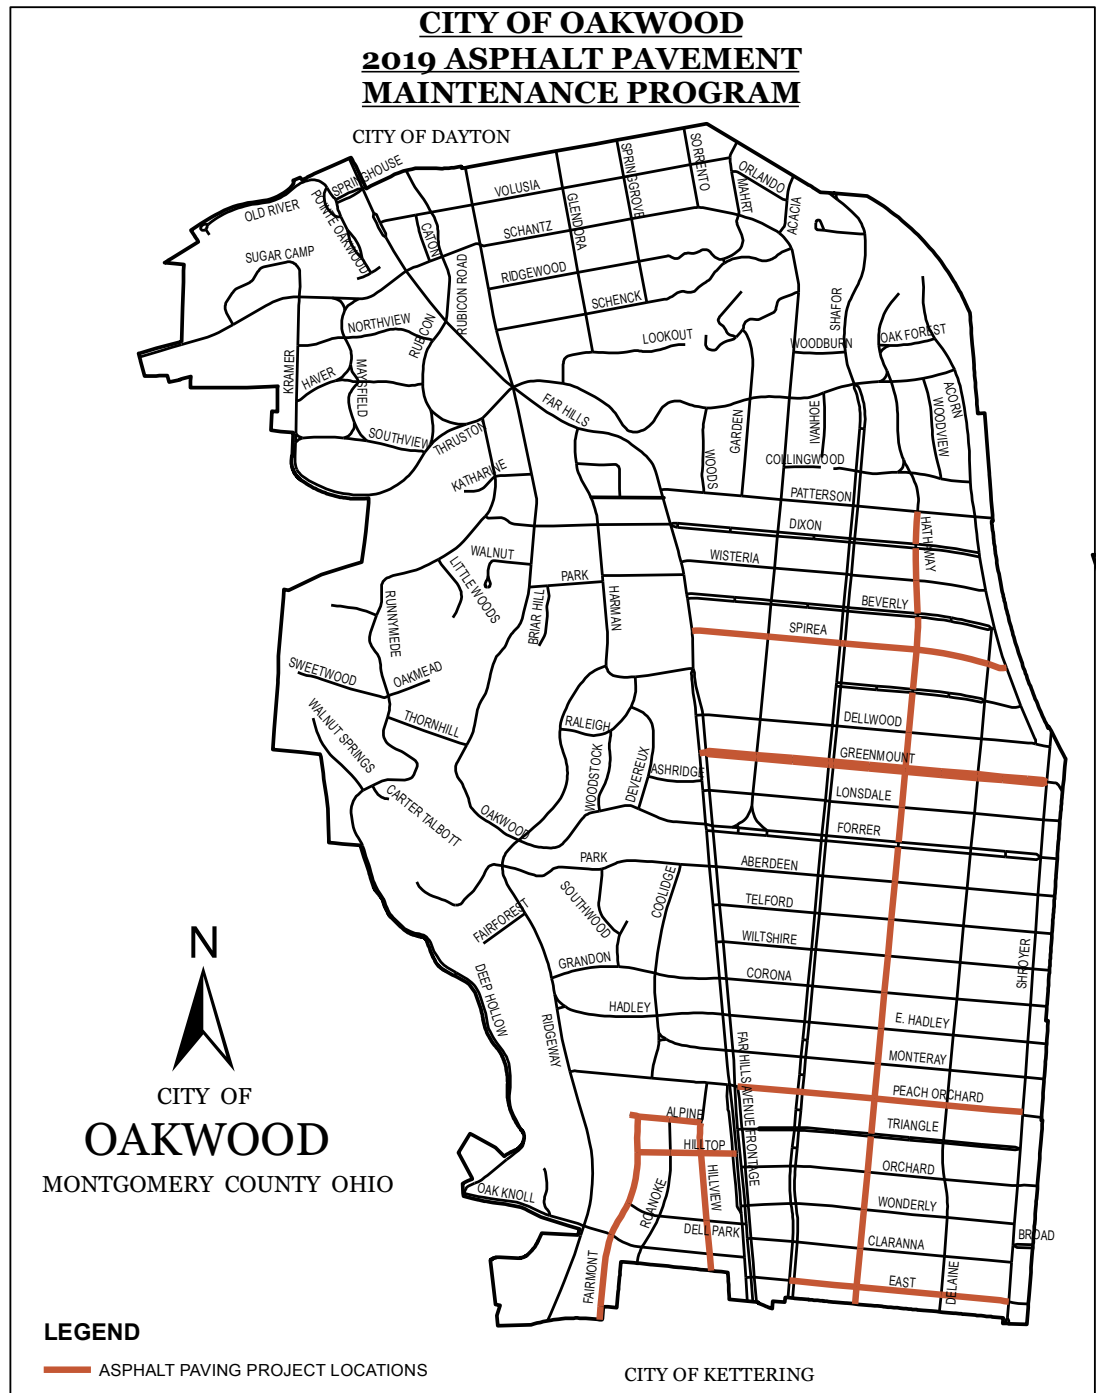 CITY OF OAKWOOD
2019 ASPHALT PAVEMENT
MAINTENANCE PROGRAM
CITY OF DAYTON
SPRINGHOUSE
OLD RIVER
POINTE OAKWOOD
SUGAR CAMP
VOLUSIA
SPRINGGROVE
SORRENTO
ORLANDO
MAHRT
ACACIA
GLENDORA
CATON
SCHANTZ
RIDGEWOOD
RUBICON ROAD
SCHENCK
SHAFOR
NORTHVIEW
RUBICON
LOOKOUT
WOODBURN
OAK FOREST
KRAMER
HAVER
MAYSFIELD
ACORN
WOODVIEW
FAR HILLS
GARDEN
IVANHOE
SOUTHVIEW
THRUSTON
WOODS
COLLINGWOOD
KATHARINE
PATTERSON
DIXON
HATHAWAY
WALNUT
WISTERIA
LITTLEWOODS
PARK
BRIAR HILL
HARMAN
RUNNYMEDE
BEVERLY
SPIREA
SWEETWOOD
OAKMEAD
THORNHILL
WALNUT SPRINGS
RALEIGH
DELLWOOD
WOODSTOCK
DEVEREUX
ASHRIDGE
GREENMOUNT
LONSDALE
CARTER TALBOTT
OAKWOOD
FORRER
PARK
ABERDEEN
COOLIDGE
SOUTHWOOD
TELFORD
FAIRFOREST
WILTSHIRE
SHROYER
GRANDON
CORONA
DEEP HOLLOW
HADLEY
E. HADLEY
RIDGEWAY
FAR HILLS AVENUE FRONTAGE
MONTERAY
PEACH ORCHARD
ALPINE
TRIANGLE
HILLTOP
ORCHARD
HILLVIEW
ROANOKE
OAK KNOLL
WONDERLY
DELL PARK
CLARANNA
BROAD
FAIRMONT
EAST
DELAINE
N
CITY OF
OAKWOOD
MONTGOMERY COUNTY OHIO
LEGEND
ASPHALT PAVING PROJECT LOCATIONS
CITY OF KETTERING